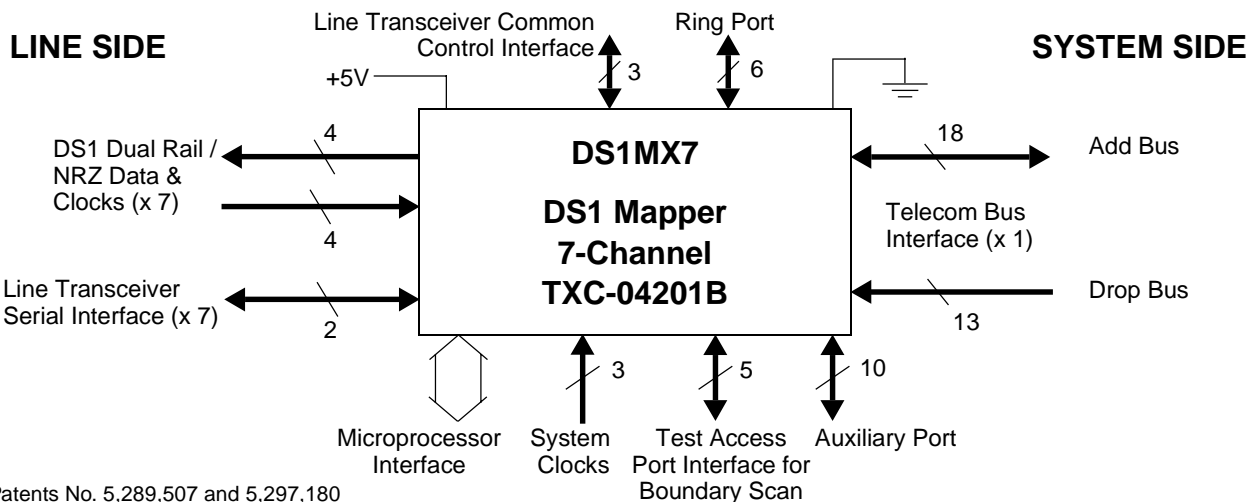 LINE SIDE
Line Transceiver Common
Control Interface
3
Ring Port
6
SYSTEM SIDE
+5V
DS1 Dual Rail /
NRZ Data &
Clocks (x 7)
4
4
Line Transceiver
Serial Interface (x 7)
2
DS1MX7
DS1 Mapper
7-Channel
TXC-04201B
18
Add Bus
Telecom Bus
Interface (x 1)
Drop Bus
13
Microprocessor
Interface
3
System
Clocks
5
Test Access
Port Interface for
Boundary Scan
10
Auxiliary Port
Patents No. 5,289,507 and 5,297,180